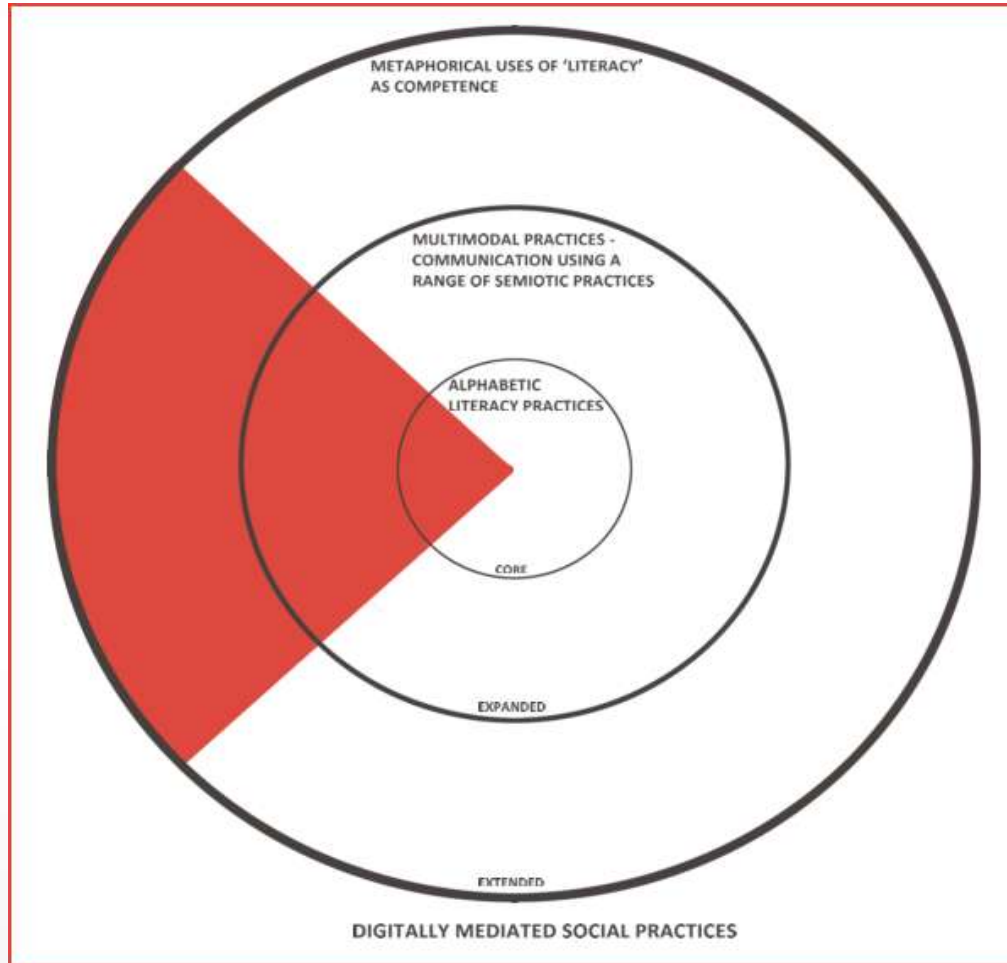 METAPHORICAL USES OF ‘LITERACY’
AS COMPETENCE
MULTIMODAL PRACTICES -
COMMUNICATION USING A
RANGE OF SEMIOTIC PRACTICES
ALPHABETIC
LITERACY PRACTICES
CORE
EXPANDED
EXTENDED
DIGITALLY MEDIATED SOCIAL PRACTICES